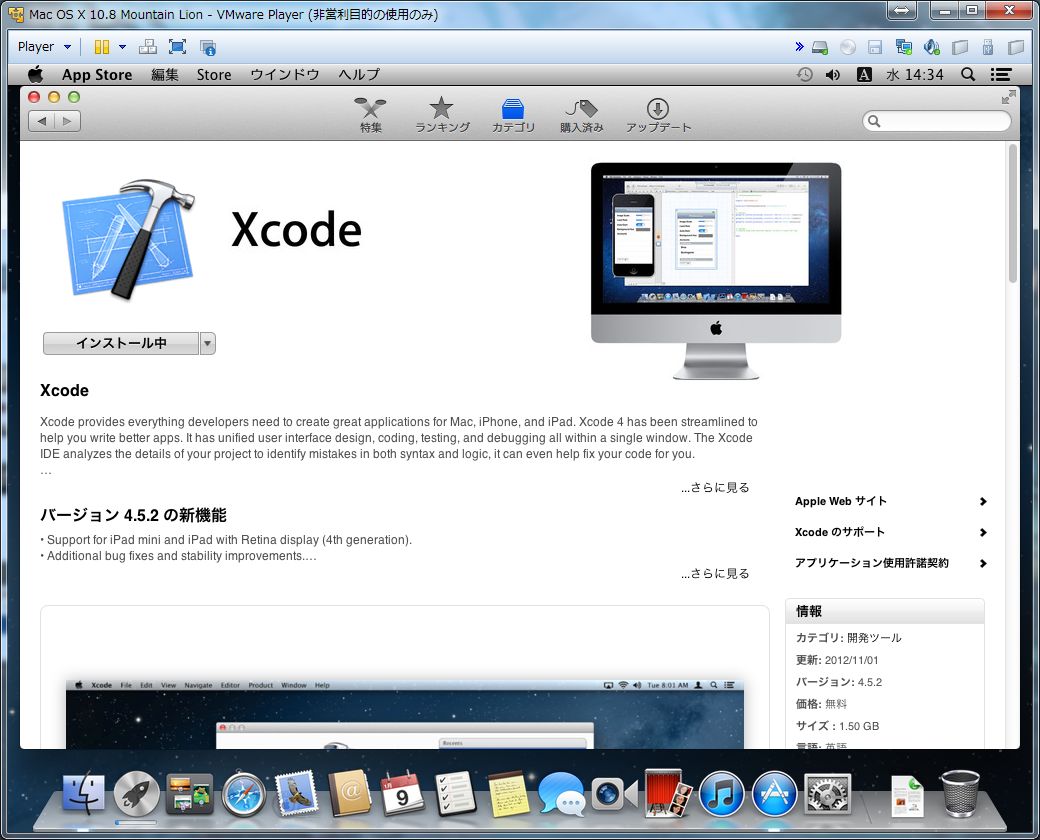 Mac OS X 10.8 Mountain Lion - VMware Player (非営利目的の使用のみ)
Player
App Store 編集 Store ウインドウ ヘルプ A 水 14:34
特集 ランキング カテゴリ 購入済み アップデート
Xcode
インストール中
Xcode
Xcode provides everything developers need to create great applications for Mac, iPhone, and iPad. Xcode 4 has been streamlined to
help you write better apps. It has unified user interface design, coding, testing, and debugging all within a single window. The Xcode
IDE analyzes the details of your project to identify mistakes in both syntax and logic, it can even help fix your code for you.
…
...さらに見る
バージョン 4.5.2 の新機能
• Support for iPad mini and iPad with Retina display (4th generation).
• Additional bug fixes and stability improvements.…
...さらに見る
Apple Web サイト
Xcode のサポート
アプリケーション使用許諾契約
情報
カテゴリ: 開発ツール
更新: 2012/11/01
バージョン: 4.5.2
価格: 無料
サイズ : 1.50 GB
言語: 英語
Xcode File Edit View Navigate Editor Product Window Help Tue 8:01 AM
Recents
1月
9